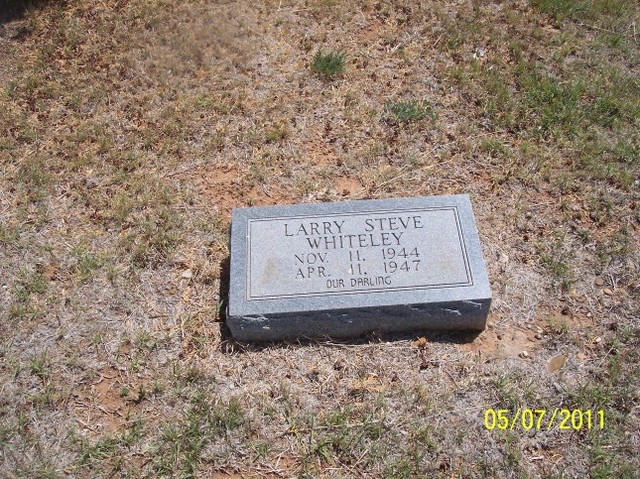 LARRY STEVE
WHITELEY
NOV. 11, 1944
APR. 11, 1947
OUR DARLING
05/07/2011